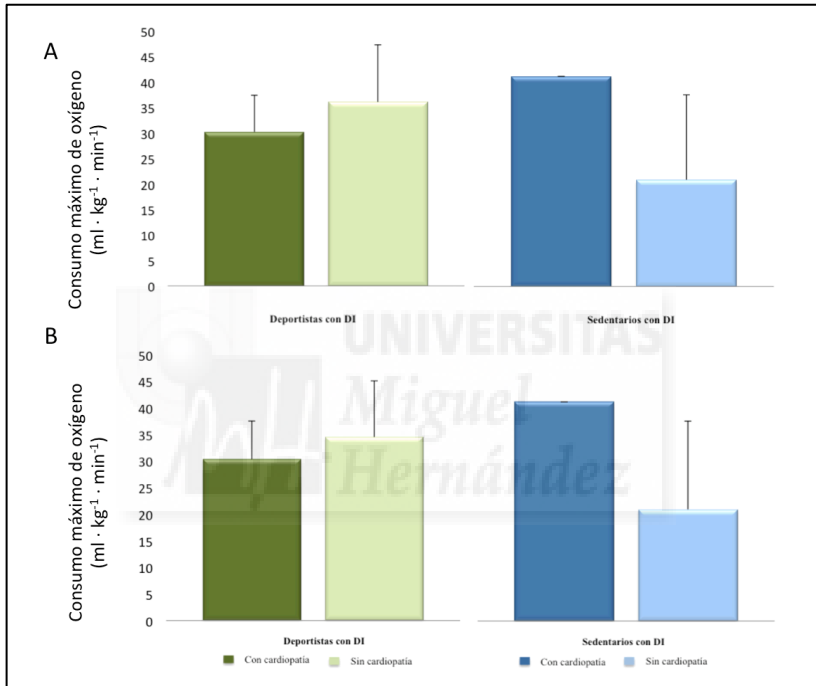 A
Consumo máximo de oxígeno
(ml · kg⁻¹ · min⁻¹)
50
45
40
35
30
25
20
15
10
5
0
Deportistas con DI
Sedentarios con DI
UNIVERSITAS
Miguel
Hernández
B
Consumo máximo de oxígeno
(ml · kg⁻¹ · min⁻¹)
50
45
40
35
30
25
20
15
10
5
0
Deportistas con DI
Sedentarios con DI
Con cardiopatía
Sin cardiopatía
Con cardiopatía
Sin cardiopatía